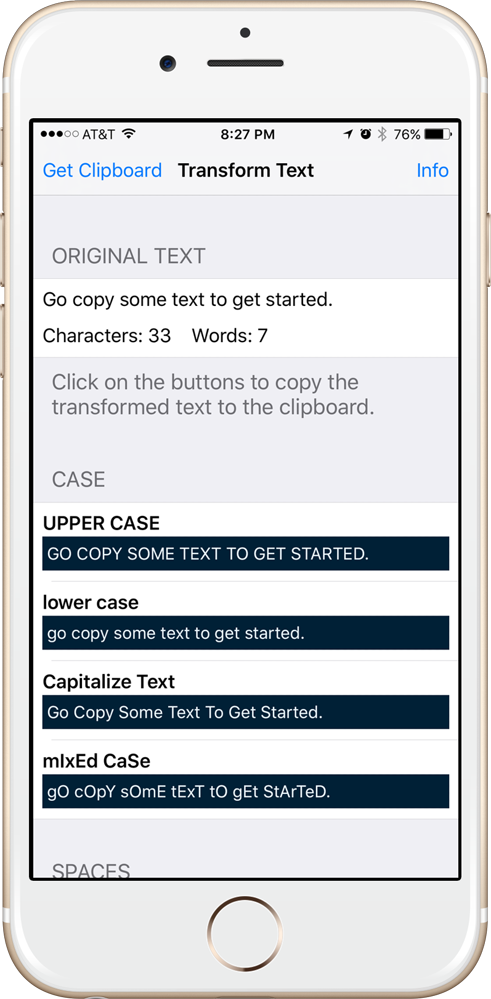 AT&T 8:27 PM 76%
Get Clipboard Transform Text Info
ORIGINAL TEXT
Go copy some text to get started.
Characters: 33 Words: 7
Click on the buttons to copy the
transformed text to the clipboard.
CASE
UPPER CASE
GO COPY SOME TEXT TO GET STARTED.
lower case
go copy some text to get started.
Capitalize Text
Go Copy Some Text To Get Started.
mIxEd CaSe
gO cOpY sOmE tExT tO gEt StArTeD.
SPACES